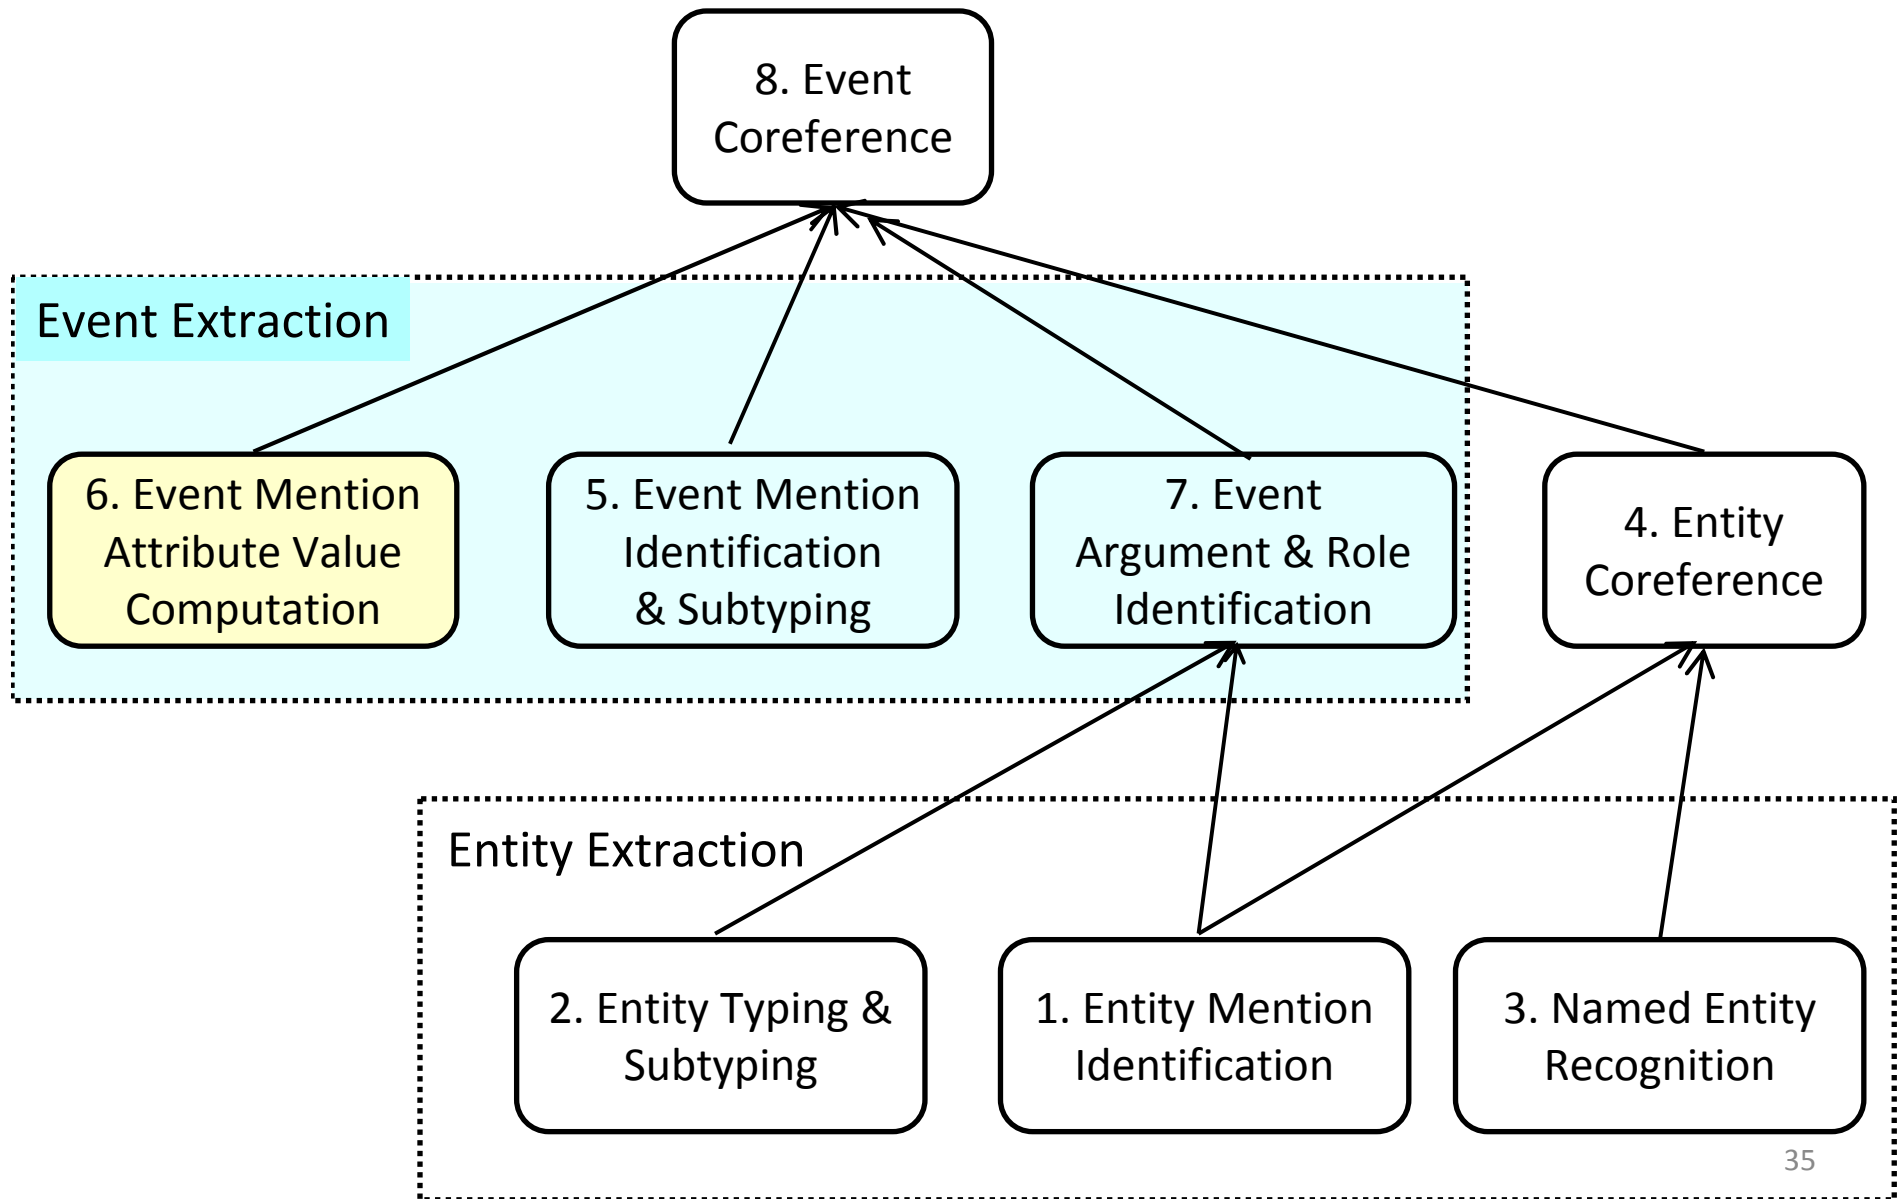 8. Event
Coreference
Event Extraction
6. Event Mention
Attribute Value
Computation
5. Event Mention
Identification
& Subtyping
7. Event
Argument & Role
Identification
4. Entity
Coreference
Entity Extraction
2. Entity Typing &
Subtyping
1. Entity Mention
Identification
3. Named Entity
Recognition
35